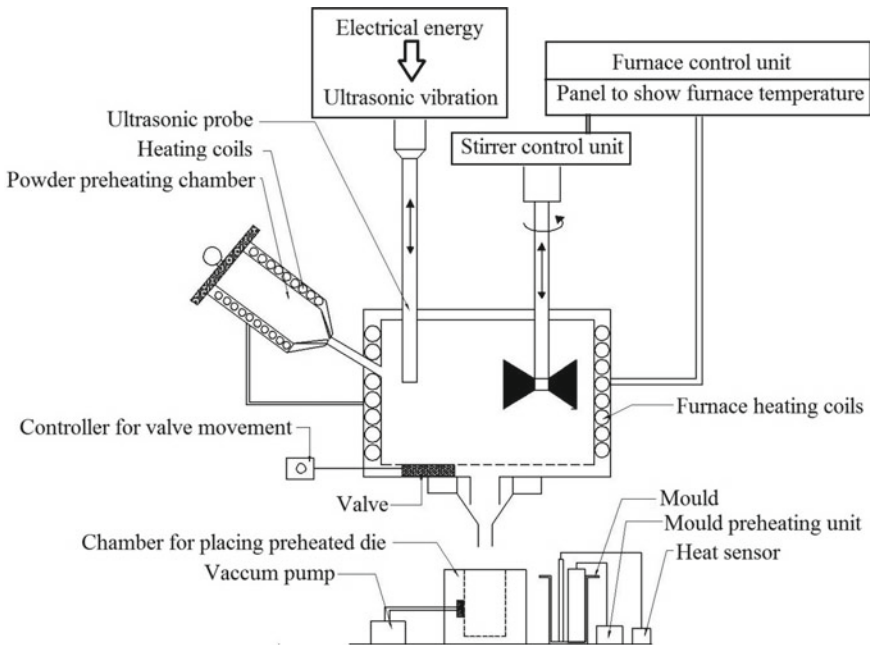 Electrical energy
Ultrasonic vibration
Furnace control unit
Panel to show furnace temperature
Ultrasonic probe
Heating coils
Powder preheating chamber
Stirrer control unit
Furnace heating coils
Controller for valve movement
Valve
Mould
Mould preheating unit
Heat sensor
Chamber for placing preheated die
Vaccum pump